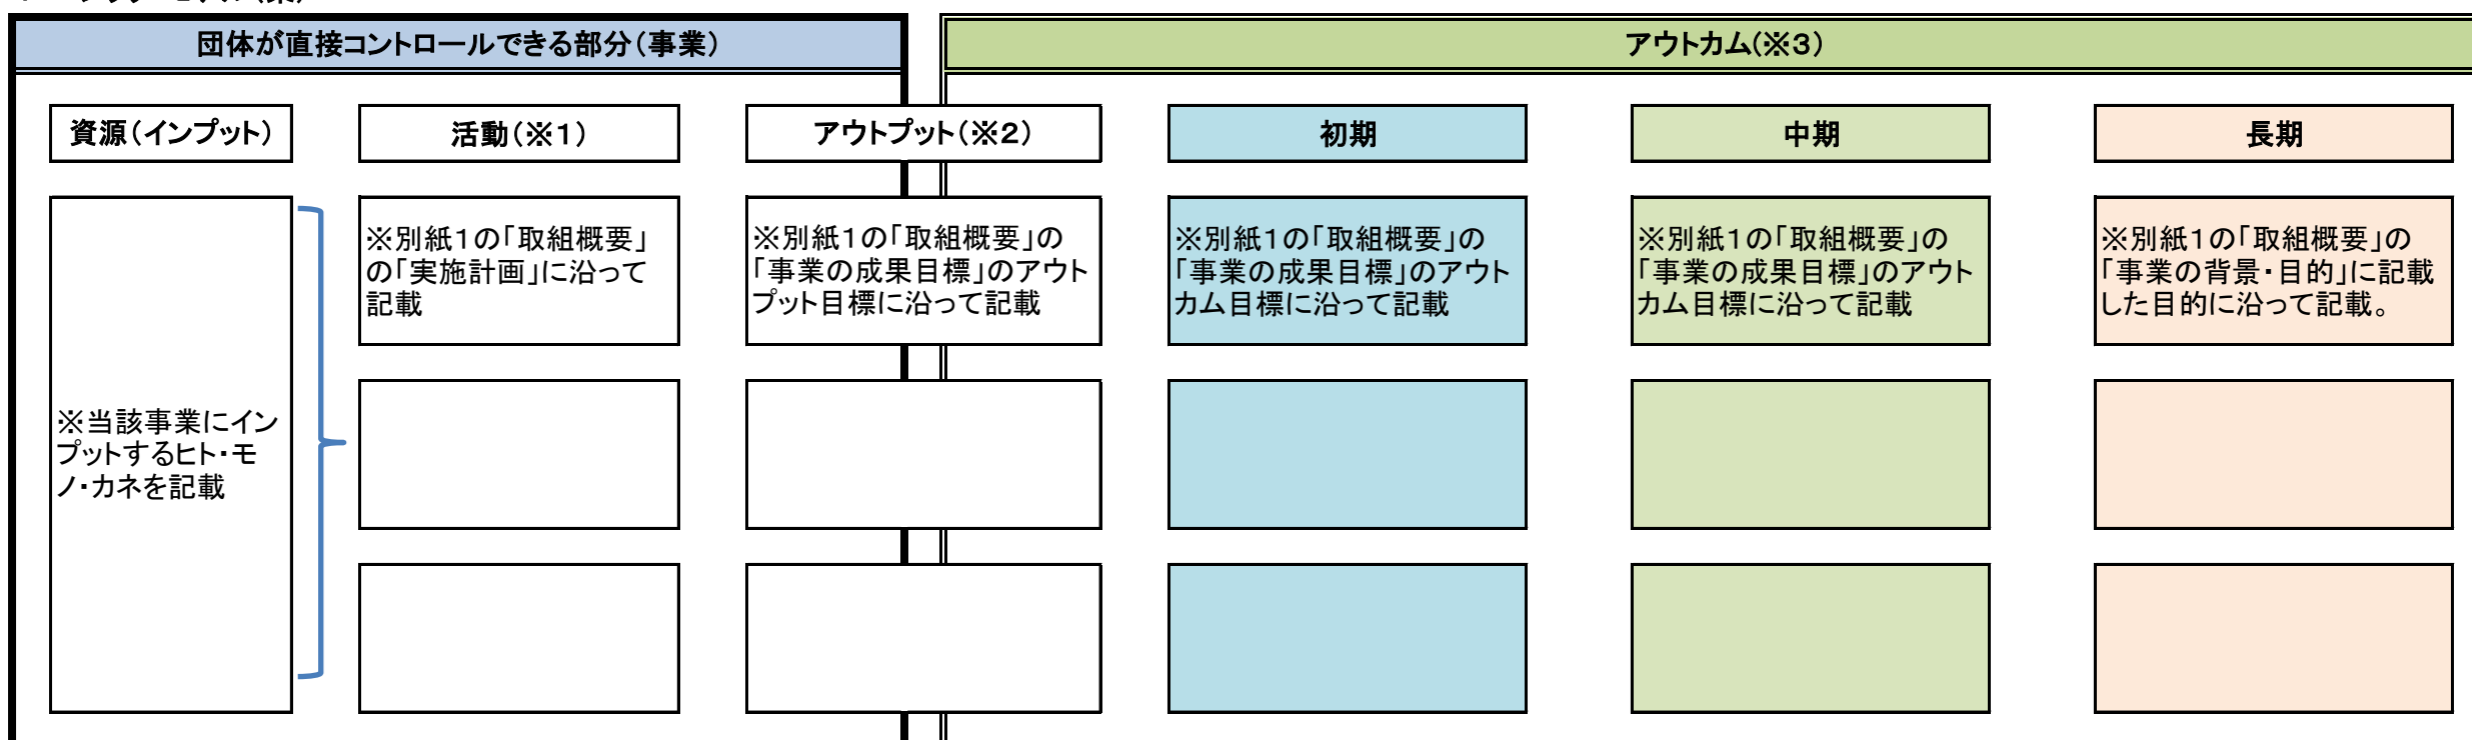 団体が直接コントロールできる部分(事業)
アウトカム(※3)
資源(インプット)
活動(※1)
アウトプット(※2)
初期
中期
長期
※当該事業にイン
プットするヒト・モ
ノ・カネを記載
※別紙1の「取組概要」
の「実施計画」に沿って
記載
※別紙1の「取組概要」の
「事業の成果目標」のアウト
プット目標に沿って記載
※別紙1の「取組概要」の
「事業の成果目標」のアウト
カム目標に沿って記載
※別紙1の「取組概要」の
「事業の成果目標」のアウト
カム目標に沿って記載
※別紙1の「取組概要」の
「事業の背景・目的」に記載
した目的に沿って記載。